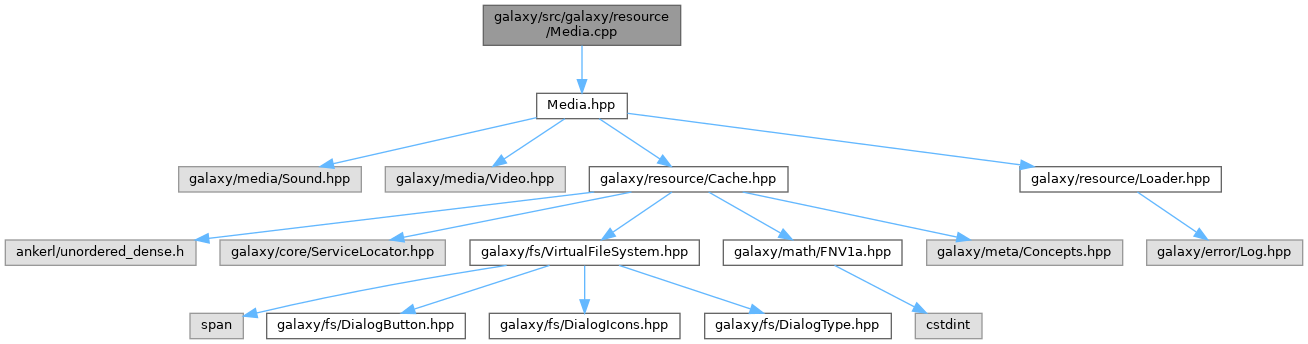 galaxy/src/galaxy/resource
/Media.cpp
Media.hpp
galaxy/media/Sound.hpp
galaxy/media/Video.hpp
galaxy/resource/Cache.hpp
galaxy/resource/Loader.hpp
ankerl/unordered_dense.h
galaxy/core/ServiceLocator.hpp
galaxy/fs/VirtualFileSystem.hpp
galaxy/math/FNV1a.hpp
galaxy/meta/Concepts.hpp
galaxy/error/Log.hpp
span
galaxy/fs/DialogButton.hpp
galaxy/fs/DialogIcons.hpp
galaxy/fs/DialogType.hpp
cstdint